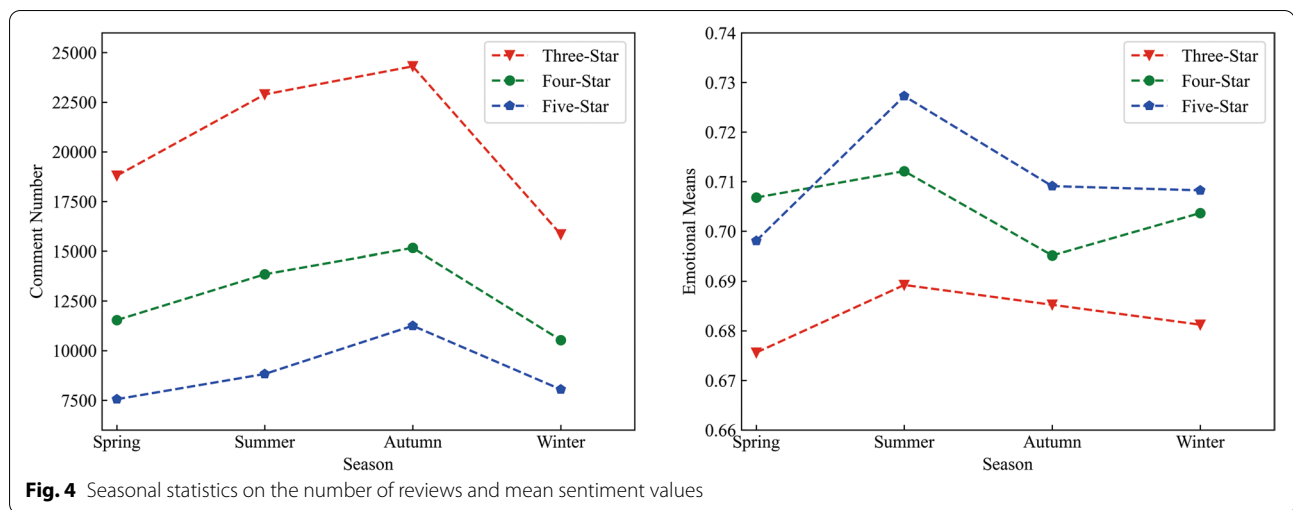 25000
22500
20000
17500
15000
12500
10000
7500
Comment Number
Three-Star
Four-Star
Five-Star
Spring
Summer
Autumn
Winter
Season
0.74
0.73
0.72
0.71
0.70
0.69
0.68
0.67
0.66
Emotional Means
Three-Star
Four-Star
Five-Star
Spring
Summer
Autumn
Winter
Season
Fig. 4 Seasonal statistics on the number of reviews and mean sentiment values